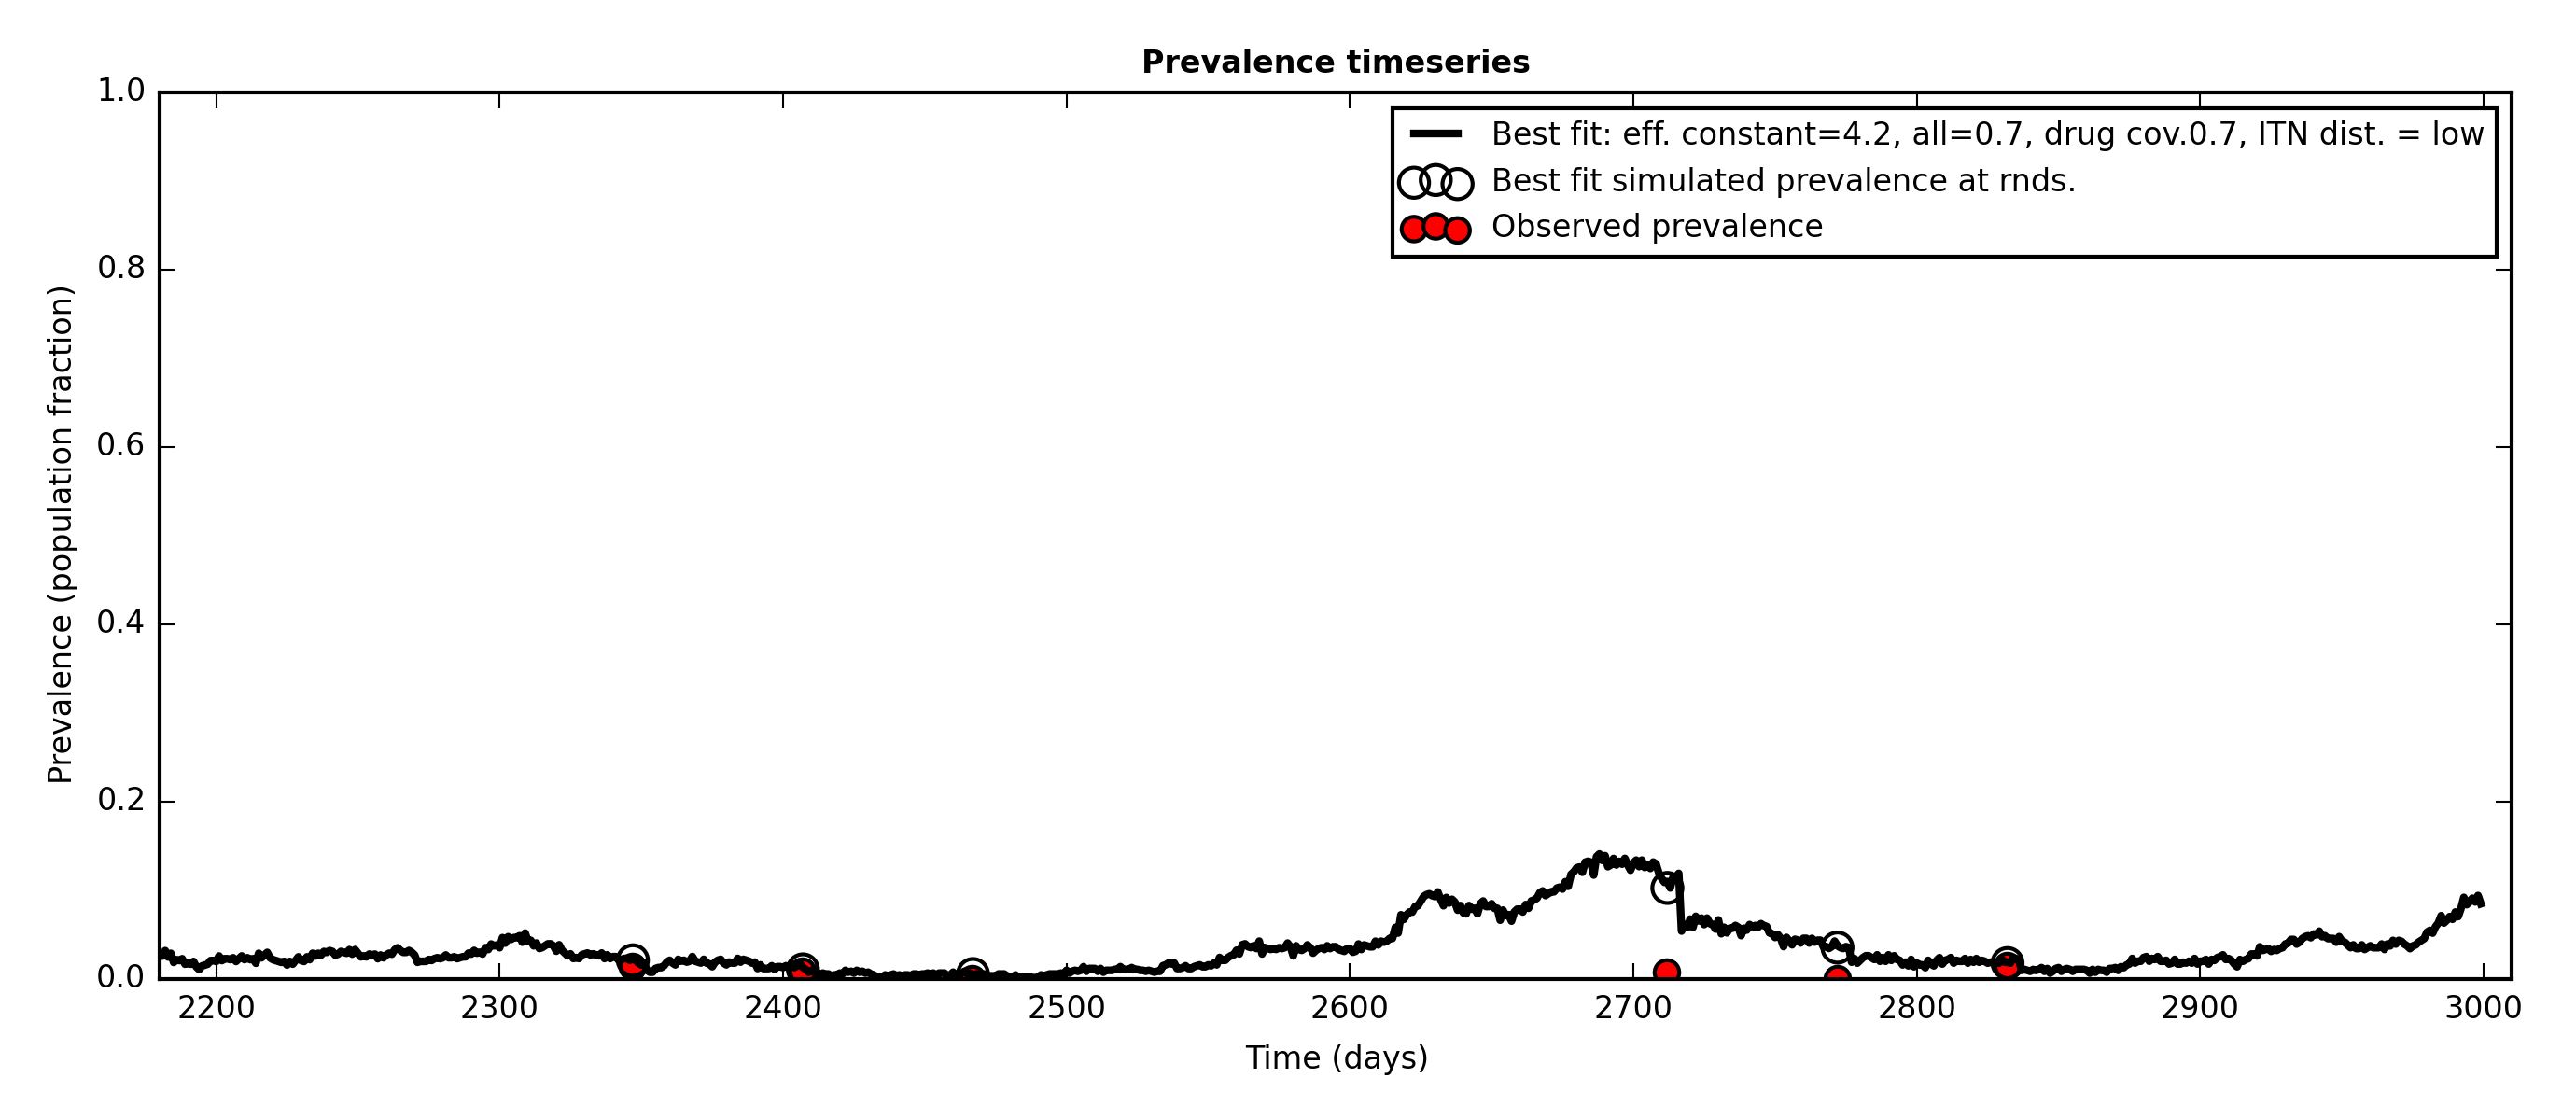 Prevalence timeseries
1.0
0.8
0.6
0.4
0.2
0.0
Prevalence (population fraction)
Best fit: eff. constant=4.2, all=0.7, drug cov.0.7, ITN dist. = low
Best fit simulated prevalence at rnds.
Observed prevalence
2200 2300 2400 2500 2600 2700 2800 2900 3000
Time (days)